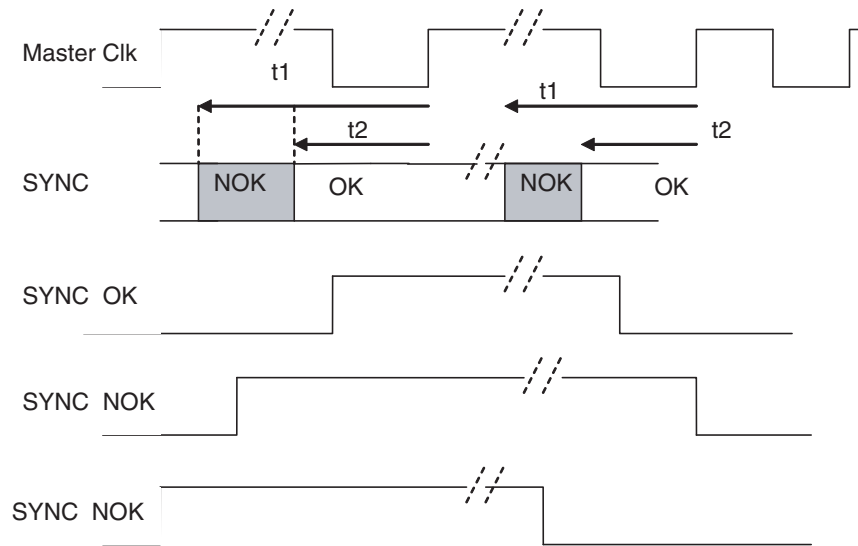 Master Clk
t1
t1
t2
t2
SYNC
NOK
OK
NOK
OK
SYNC OK
SYNC NOK
SYNC NOK